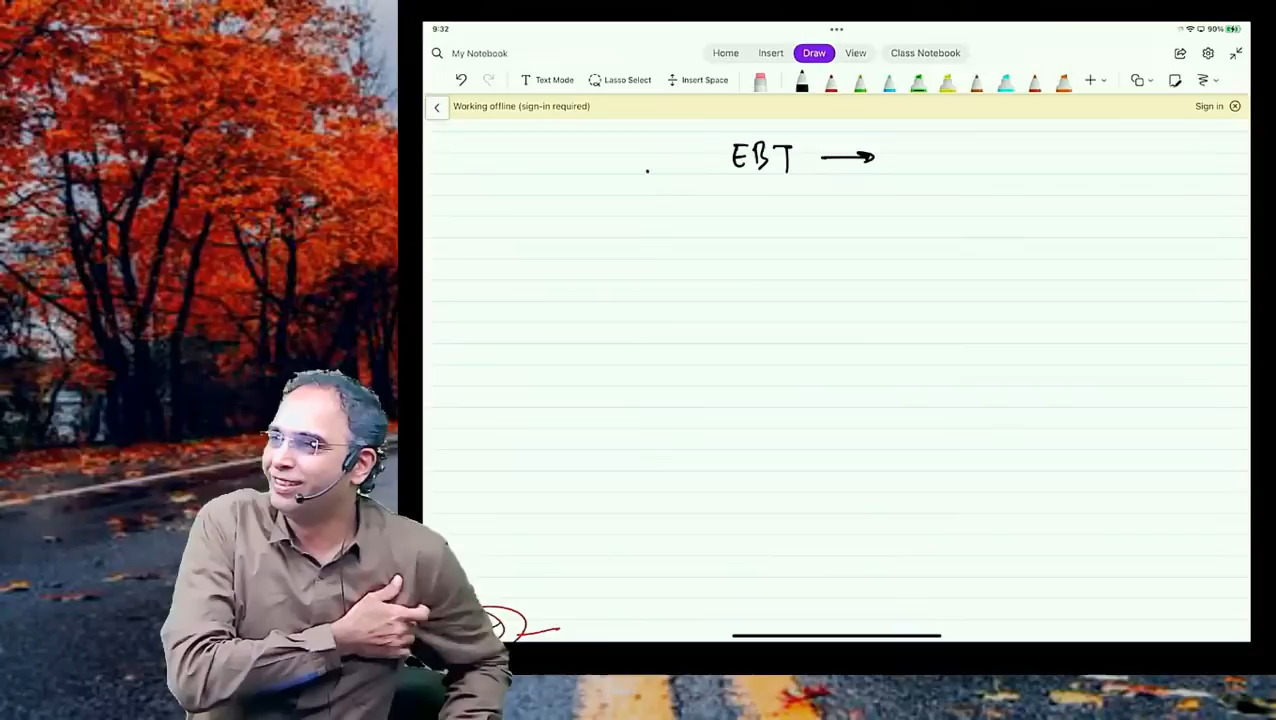 9:32
90%
My Notebook
Home Insert Draw View Class Notebook
Text Mode Lasso Select Insert Space
Working offline (sign-in required)
Sign in
EBT →